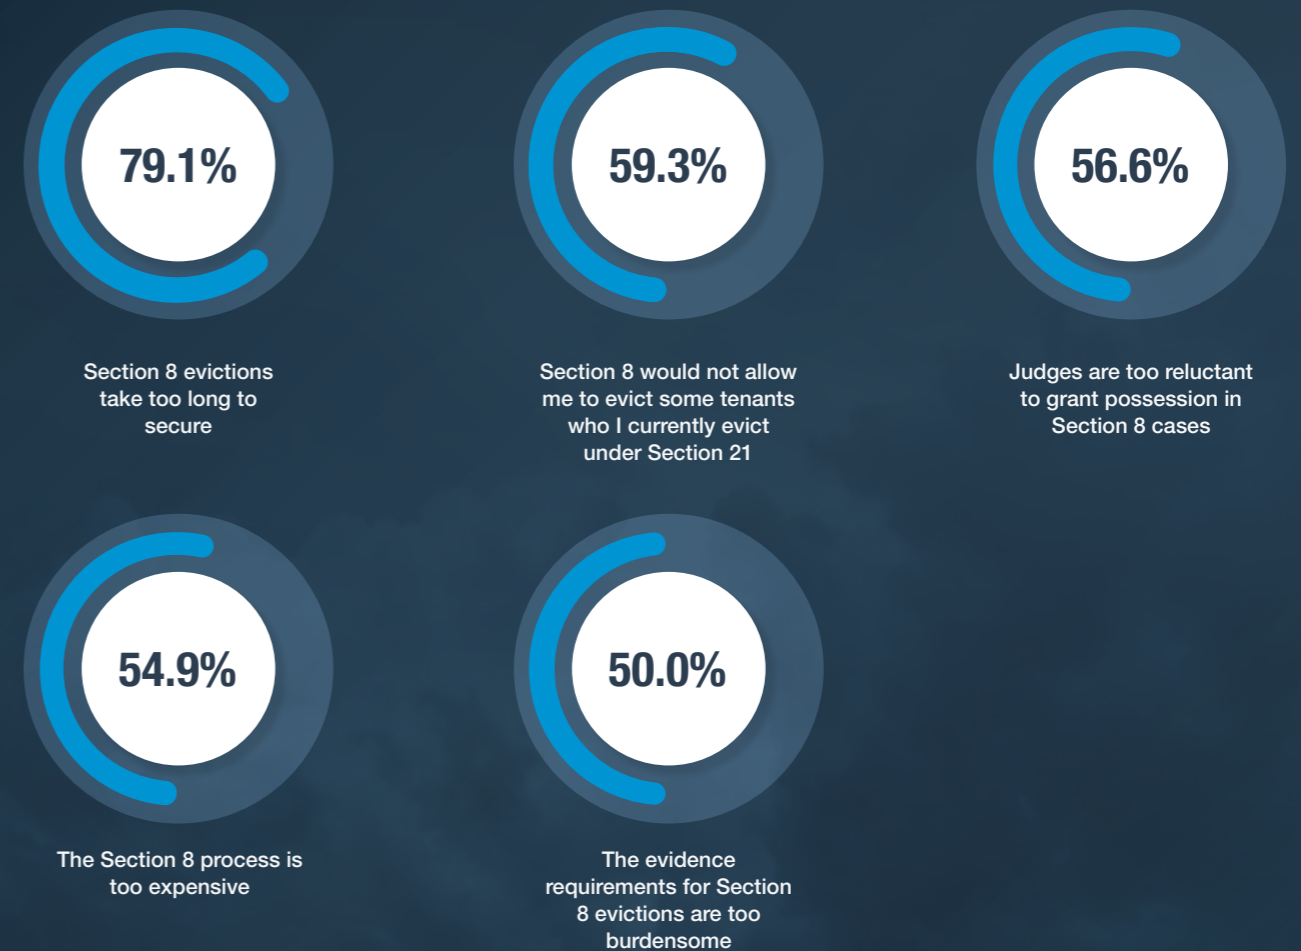 79.1%
Section 8 evictions
take too long to
secure
59.3%
Section 8 would not allow
me to evict some tenants
who I currently evict
under Section 21
56.6%
Judges are too reluctant
to grant possession in
Section 8 cases
54.9%
The Section 8 process is
too expensive
50.0%
The evidence
requirements for Section
8 evictions are too
burdensome